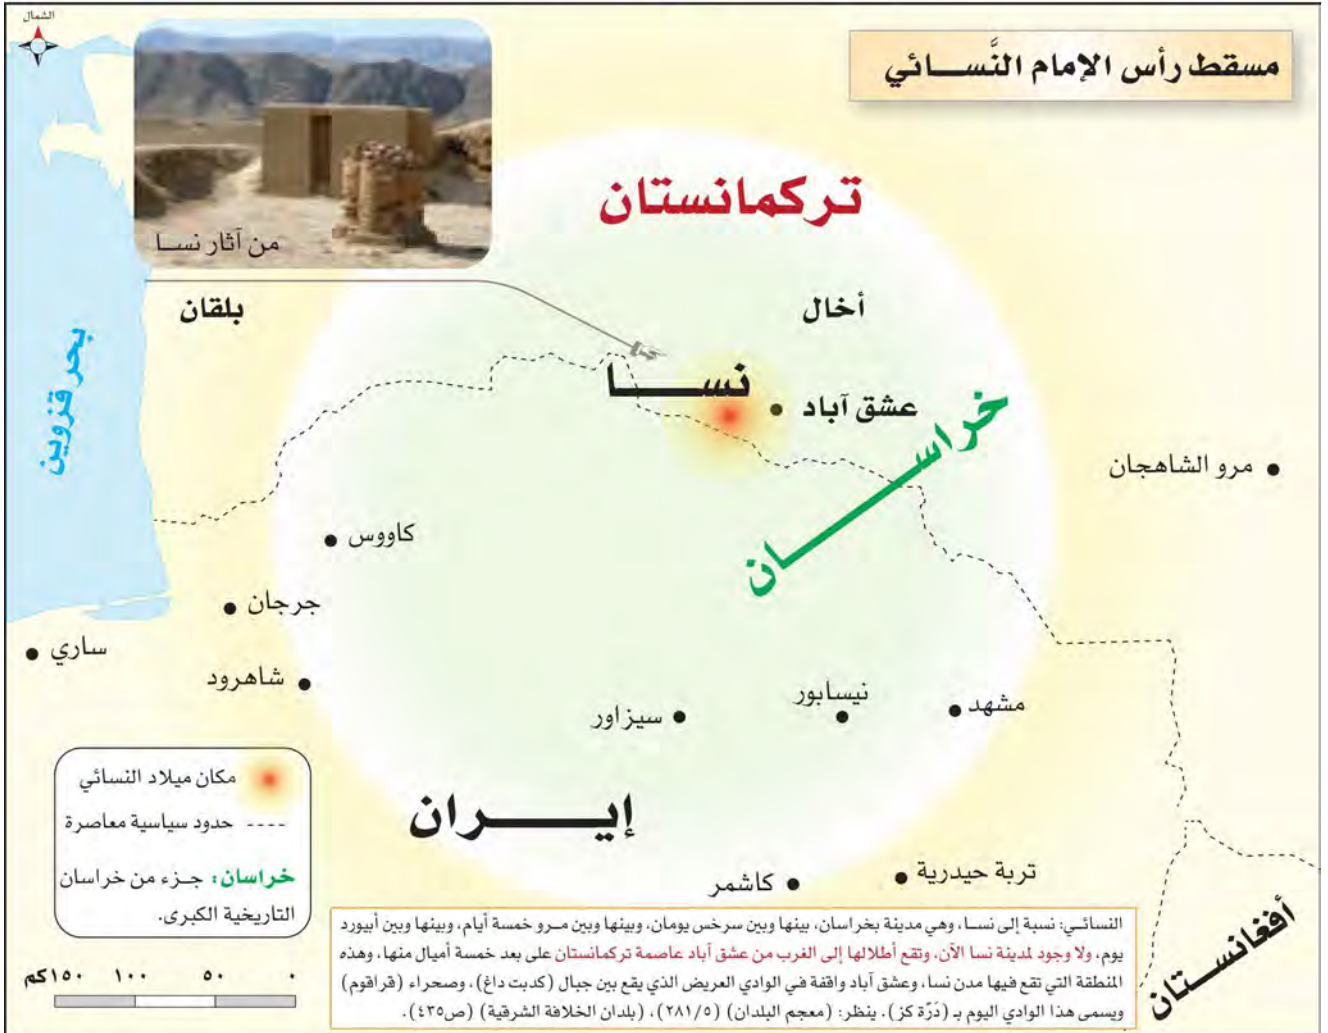 الشمال
مسقط رأس الإمام النَّسائي
من آثار نسا
تركمانستان
بلقان
أخال
بحر قزوين
نسا
عشق آباد
خراسان
مرو الشاهجان
كاووس
جرجان
ساري
شاهرود
سيزاور
نيسابور
مشهد
إيران
تربة حيدرية
كاشمر
أفغانستان
مكان ميلاد النسائي
حدود سياسية معاصرة
خراسان: جزء من خراسان
التاريخية الكبرى.
٠ ٥٠ ١٠٠ ١٥٠كم
النسائي: نسبة إلى نسا، وهي مدينة بخراسان، بينها وبين سرخس يومان، وبينها وبين مرو خمسة أيام، وبينها وبين أبيورد
يوم، ولا وجود لمدينة نسا الآن، وتقع أطلالها إلى الغرب من عشق آباد عاصمة تركمانستان على بعد خمسة أميال منها، وهذه
المنطقة التي تقع فيها مدن نسا، وعشق آباد واقفة في الوادي العريض الذي يقع بين جبال (كدبت داغ)، وصحراء (قراقوم)
ويسمى هذا الوادي اليوم بـ (دَرّة كز). ينظر: (معجم البلدان) (٢٨١/٥)، (بلدان الخلافة الشرقية) (ص٤٣٥).